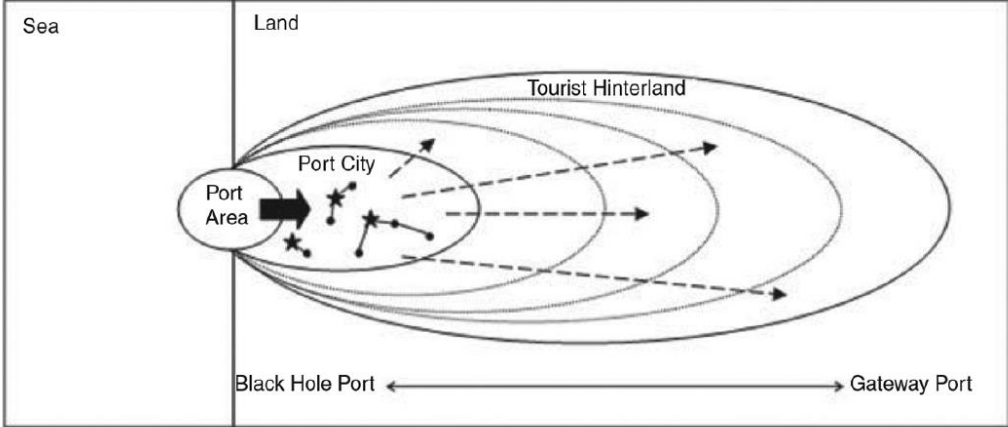 Sea
Land
Tourist Hinterland
Port City
Port
Area
Black Hole Port
Gateway Port